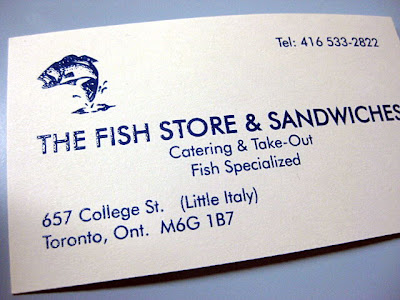 Tel: 416 533-2822
THE FISH STORE & SANDWICHES
Catering & Take-Out
Fish Specialized
657 College St. (Little Italy)
Toronto, Ont. M6G 1B7